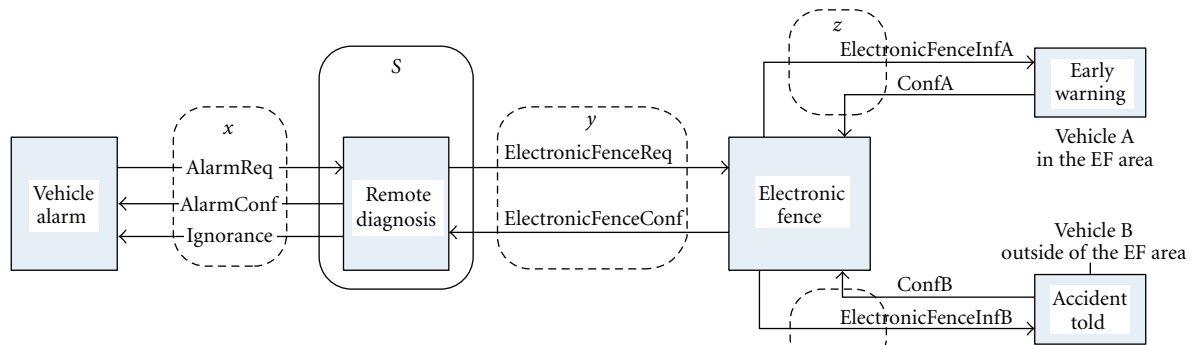 z
ElectronicFenceInfA
ConfA
Early
warning
Vehicle A
in the EF area
S
x
y
AlarmReq
AlarmConf
Ignorance
Vehicle
alarm
Remote
diagnosis
ElectronicFenceReq
ElectronicFenceConf
Electronic
fence
Vehicle B
outside of the EF area
ConfB
ElectronicFenceInfB
Accident
told